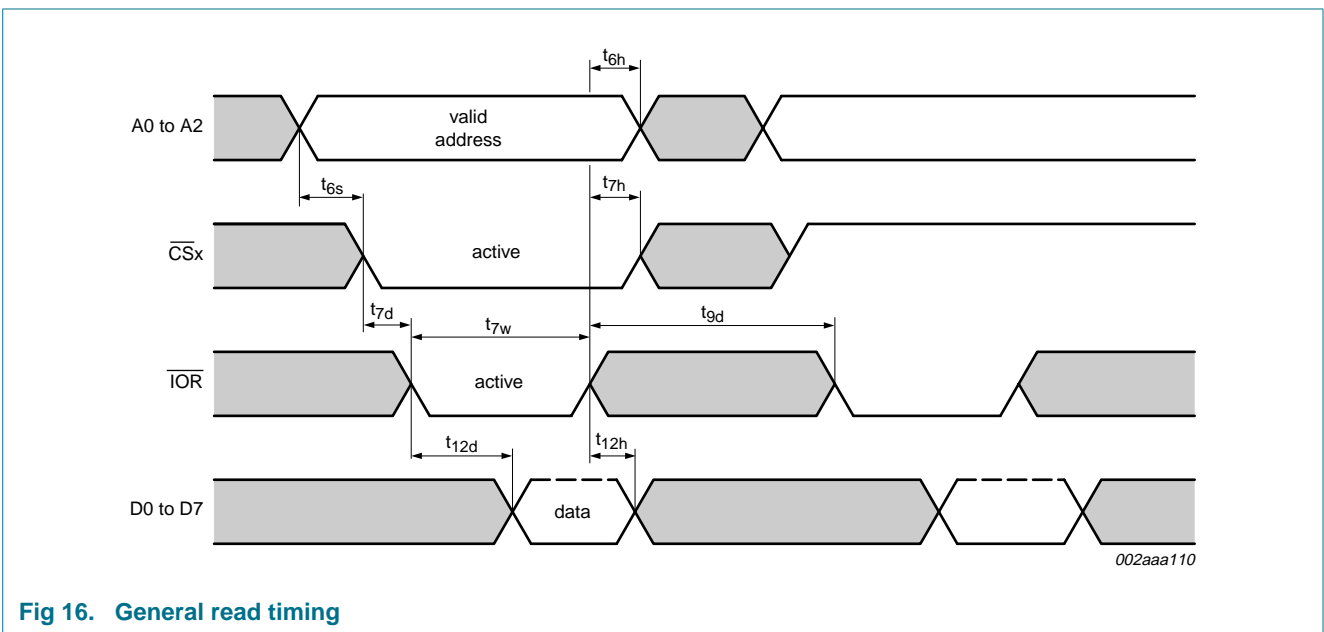 t6h
A0 to A2
valid
address
t6s
t7h
CSx
active
t7d
t7w
t9d
IOR
active
t12d
t12h
D0 to D7
data
002aaa110
Fig 16. General read timing